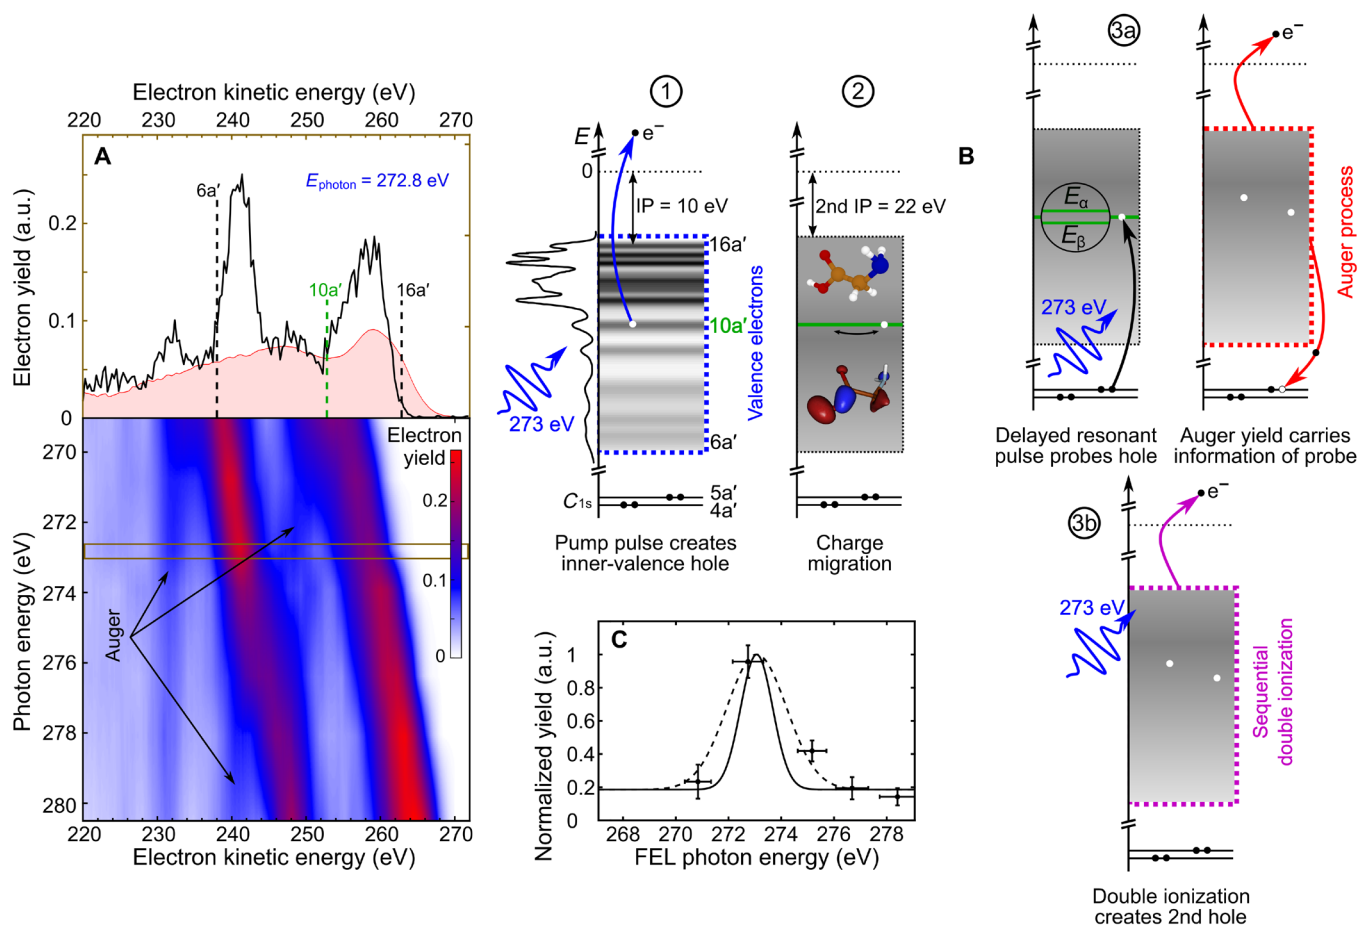 Electron kinetic energy (eV)
220 230 240 250 260 270
A
E_photon = 272.8 eV
6a′
10a′
16a′
Electron yield (a.u.)
0.2
0.1
0
Electron
yield
0.2
0.1
0
Photon energy (eV)
270
272
274
276
278
280
Auger
220 230 240 250 260 270
Electron kinetic energy (eV)
B
1
E
e⁻
0
IP = 10 eV
16a′
10a′
6a′
Valence electrons
273 eV
C1s
5a′
4a′
Pump pulse creates
inner-valence hole
2
2nd IP = 22 eV
Charge
migration
3a
Eα
Eβ
273 eV
Delayed resonant
pulse probes hole
e⁻
Auger process
Auger yield carries
information of probe
3b
e⁻
273 eV
Sequential
double ionization
Double ionization
creates 2nd hole
C
Normalized yield (a.u.)
1
0.8
0.6
0.4
0.2
0
268 270 272 274 276 278
FEL photon energy (eV)